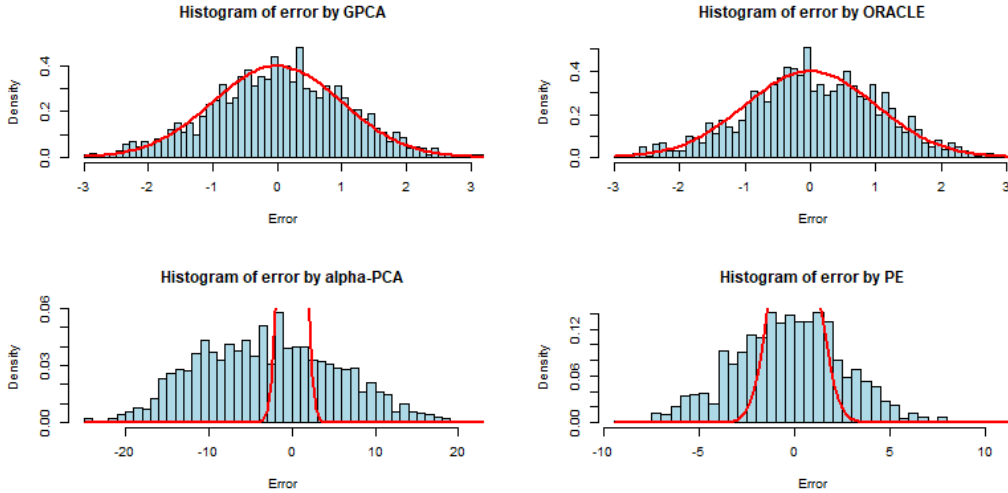 Histogram of error by GPCA
Density
0.0 0.2 0.4
-3 -2 -1 0 1 2 3
Error
Histogram of error by ORACLE
Density
0.0 0.2 0.4
-3 -2 -1 0 1 2 3
Error
Histogram of error by alpha-PCA
Density
0.00 0.03 0.06
-20 -10 0 10 20
Error
Histogram of error by PE
Density
0.00 0.06 0.12
-10 -5 0 5 10
Error